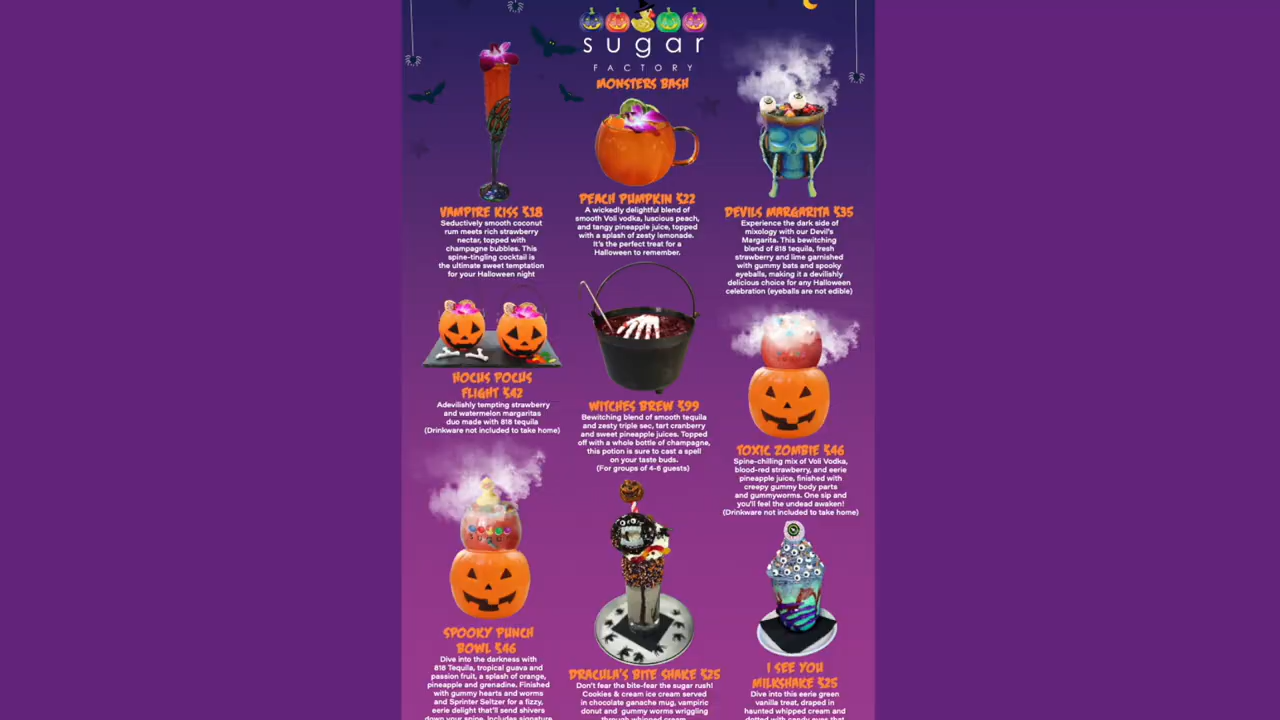 sugar
FACTORY
MONSTERS BASH
VAMPIRE KISS $18
Seductively smooth coconut
rum meets rich strawberry
nectar, topped with
champagne bubbles. This
spine-tingling cocktail is
the ultimate sweet temptation
for your Halloween night
PEACH PUMPKIN $22
A wickedly delightful blend of
smooth Voli vodka, luscious peach,
and tangy pineapple juice, topped
with a splash of zesty lemonade.
It's the perfect treat for a
Halloween to remember.
DEVILS MARGARITA $35
Experience the dark side of
mixology with our Devil's
Margarita. This bewitching
blend of 818 tequila, fresh
strawberry and lime garnished
with gummy bats and spooky
eyeballs, making it a devilishly
delicious choice for any Halloween
celebration (eyeballs are not edible)
HOCUS POCUS
FLIGHT $42
Adevilishly tempting strawberry
and watermelon margaritas
duo made with 818 tequila
(Drinkware not included to take home)
WITCHES BREW $99
Bewitching blend of smooth tequila
and zesty triple sec, tart cranberry
and sweet pineapple juices. Topped
off with a whole bottle of champagne,
this potion is sure to cast a spell
on your taste buds.
(For groups of 4-6 guests)
TOXIC ZOMBIE $46
Spine-chilling mix of Voli Vodka,
blood-red strawberry, and eerie
pineapple juice, finished with
creepy gummy body parts
and gummyworms. One sip and
you'll feel the undead awaken!
(Drinkware not included to take home)
SPOOKY PUNCH
BOWL $46
Dive into the darkness with
818 Tequila, tropical guava and
passion fruit, a splash of orange,
pineapple and grenadine. Finished
with gummy hearts and worms
and Sprinter Seltzer for a fizzy,
eerie delight that'll send shivers
down your spine. Includes signature
DRACULA'S BITE SHAKE $25
Don't fear the bite-fear the sugar rush!
Cookies & cream ice cream served
in chocolate ganache mug, vampiric
donut and gummy worms wriggling
through whipped cream
I SEE YOU
MILKSHAKE $25
Dive into this eerie green
vanilla treat, draped in
haunted whipped cream and
dotted with candy eyes that